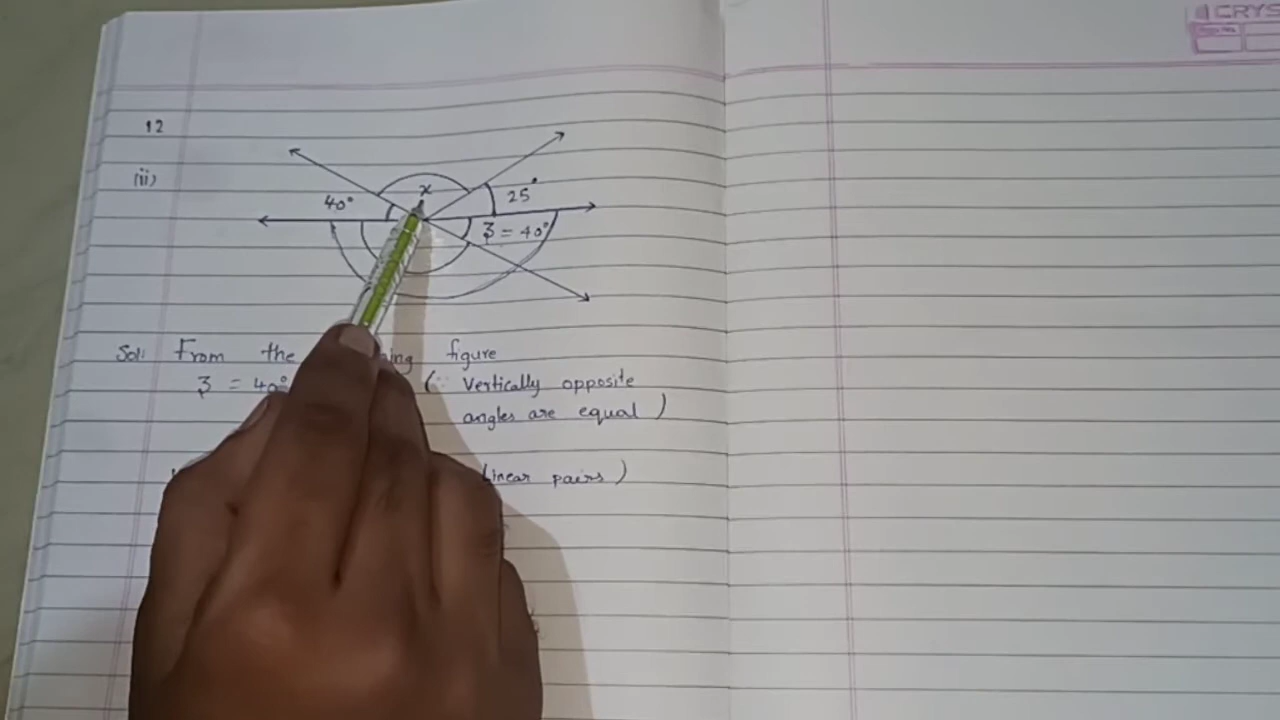 CRYS
12
(ii)
x
40°
25°
z = 40°
Sol: From the figure
z = 40° (∵ Vertically opposite
angles are equal )
Linear pairs )